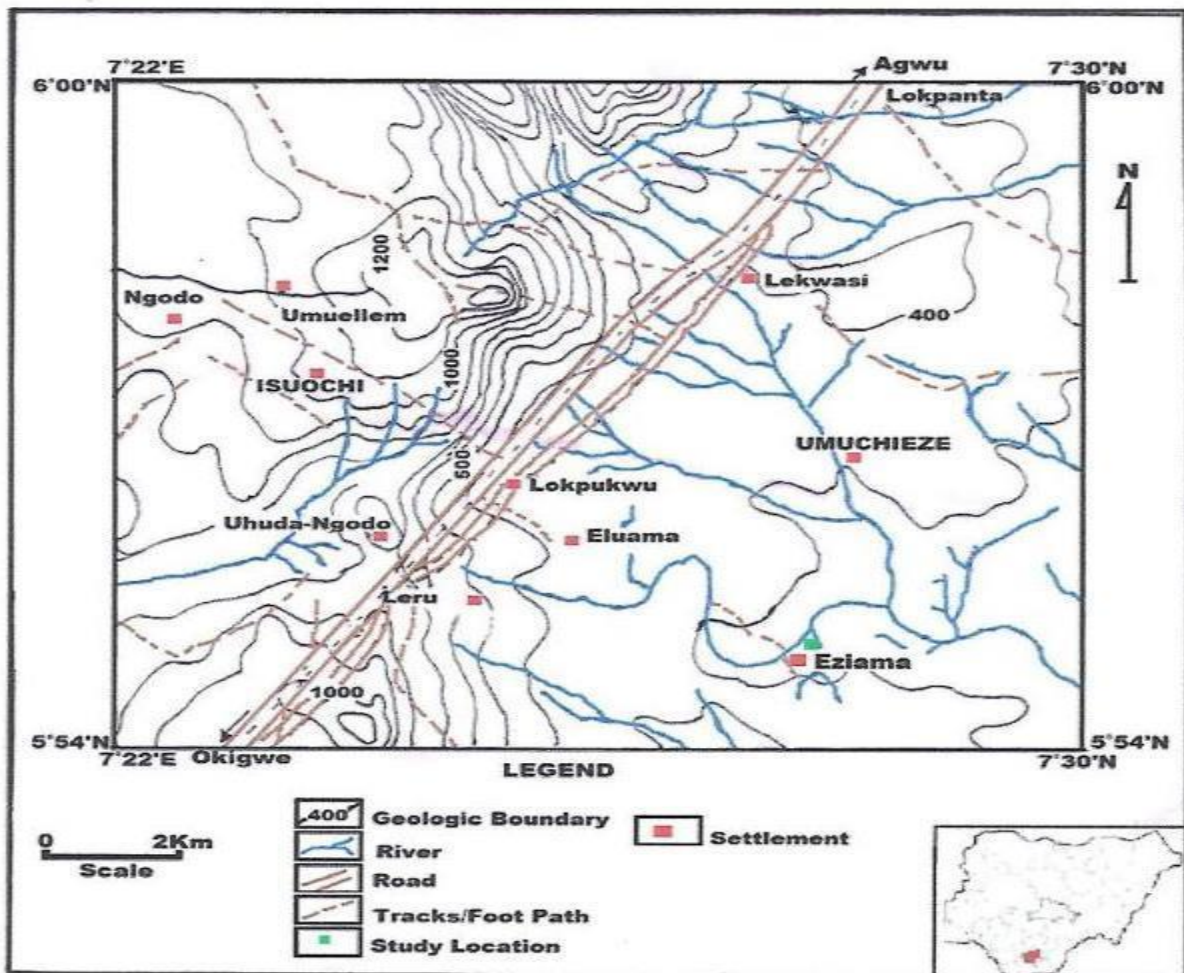 7°22'E
Agwu
7°30'N
6°00'N
Lokpanta
6°00'N
N
1200
Lekwasi
Ngodo
Umuellem
400
1000
ISUOCHI
UMUCHIEZE
500
Lokpukwu
Uhuda-Ngodo
Eluama
Leru
Eziama
1000
5°54'N
5°54'N
7°22'E
Okigwe
7°30'N
LEGEND
400
Geologic Boundary
Settlement
0 2Km
River
Scale
Road
Tracks/Foot Path
Study Location